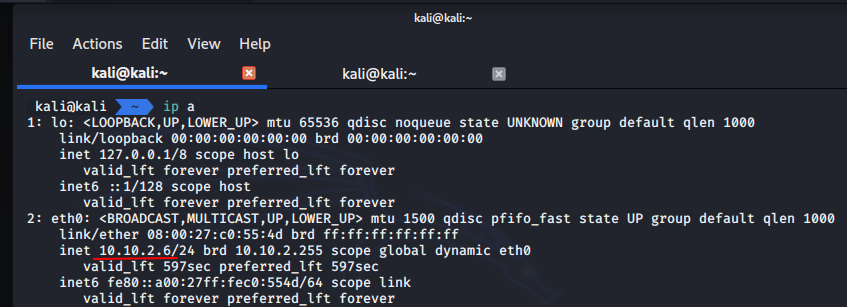 kali@kali:~
File Actions Edit View Help
kali@kali:~ kali@kali:~
kali@kali ~ ip a
1: lo: <LOOPBACK,UP,LOWER_UP> mtu 65536 qdisc noqueue state UNKNOWN group default qlen 1000
link/loopback 00:00:00:00:00:00 brd 00:00:00:00:00:00
inet 127.0.0.1/8 scope host lo
valid_lft forever preferred_lft forever
inet6 ::1/128 scope host
valid_lft forever preferred_lft forever
2: eth0: <BROADCAST,MULTICAST,UP,LOWER_UP> mtu 1500 qdisc pfifo_fast state UP group default qlen 1000
link/ether 08:00:27:c0:55:4d brd ff:ff:ff:ff:ff:ff
inet 10.10.2.6/24 brd 10.10.2.255 scope global dynamic eth0
valid_lft 597sec preferred_lft 597sec
inet6 fe80::a00:27ff:fec0:554d/64 scope link
valid_lft forever preferred_lft forever